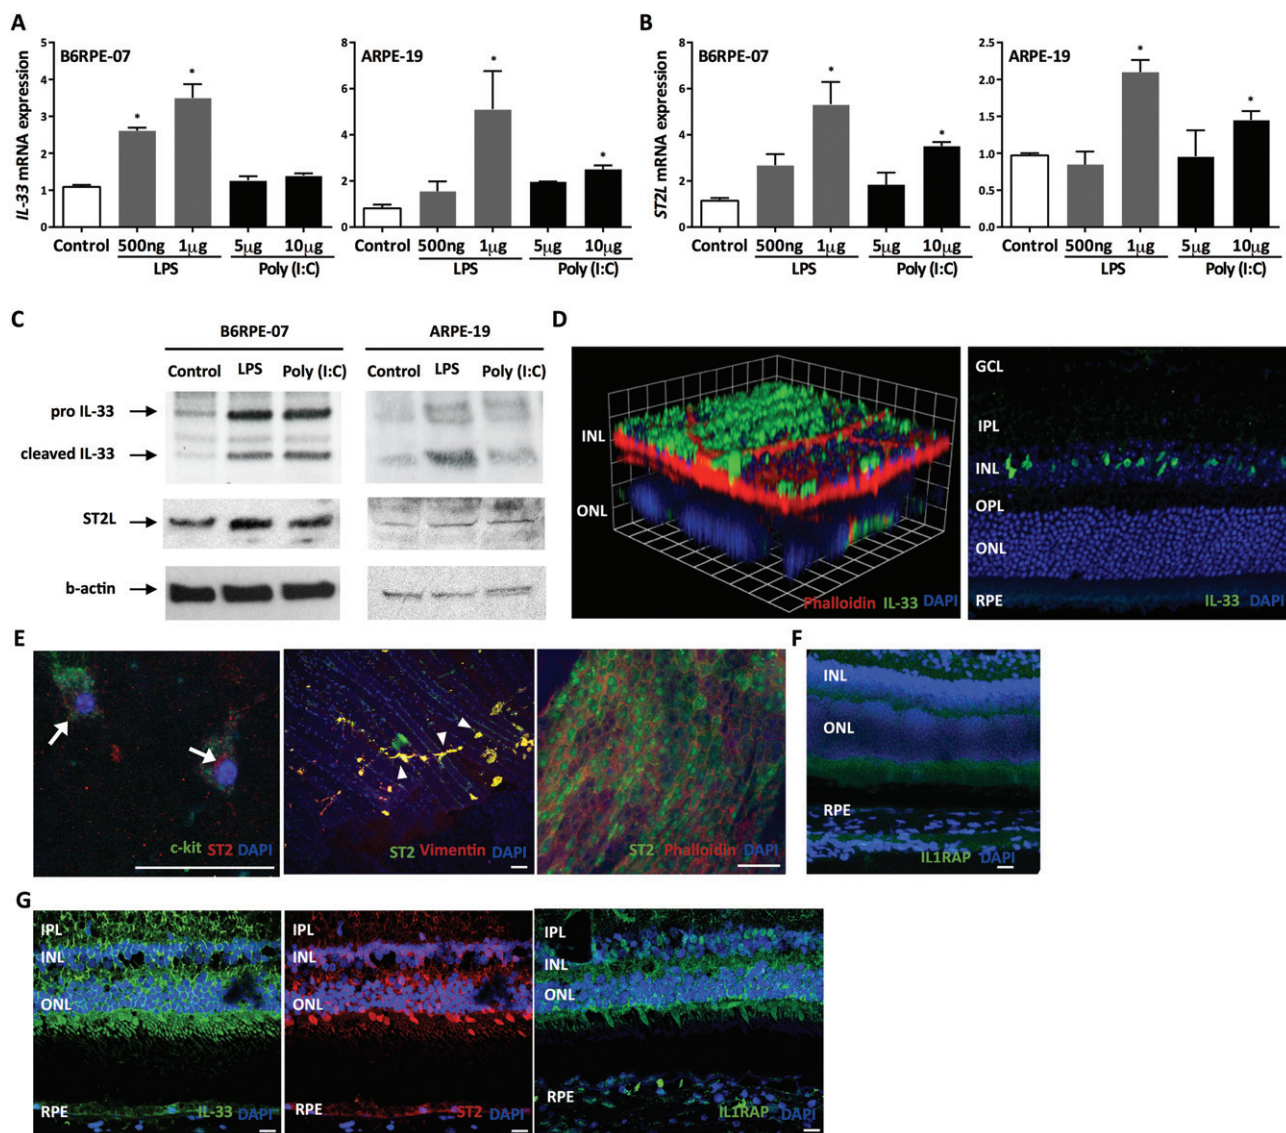 A
B
IL-33 mRNA expression
5
4
3
2
1
0
B6RPE-07
*
*
Control 500ng 1µg 5µg 10µg
LPS Poly (I:C)
8
6
4
2
0
ARPE-19
*
*
Control 500ng 1µg 5µg 10µg
LPS Poly (I:C)
ST2L mRNA expression
8
6
4
2
0
B6RPE-07
*
*
Control 500ng 1µg 5µg 10µg
LPS Poly (I:C)
2.5
2.0
1.5
1.0
0.5
0.0
ARPE-19
*
*
Control 500ng 1µg 5µg 10µg
LPS Poly (I:C)
C
B6RPE-07 ARPE-19
Control LPS Poly (I:C) Control LPS Poly (I:C)
pro IL-33
cleaved IL-33
ST2L
b-actin
D
INL
ONL
Phalloidin IL-33 DAPI
GCL
IPL
INL
OPL
ONL
RPE
IL-33 DAPI
E
c-kit ST2 DAPI
ST2 Vimentin DAPI
ST2 Phalloidin DAPI
F
INL
ONL
RPE
IL1RAP DAPI
G
IPL
INL
ONL
RPE
IL-33 DAPI
IPL
INL
ONL
RPE
ST2 DAPI
IPL
INL
ONL
RPE
IL1RAP DAPI